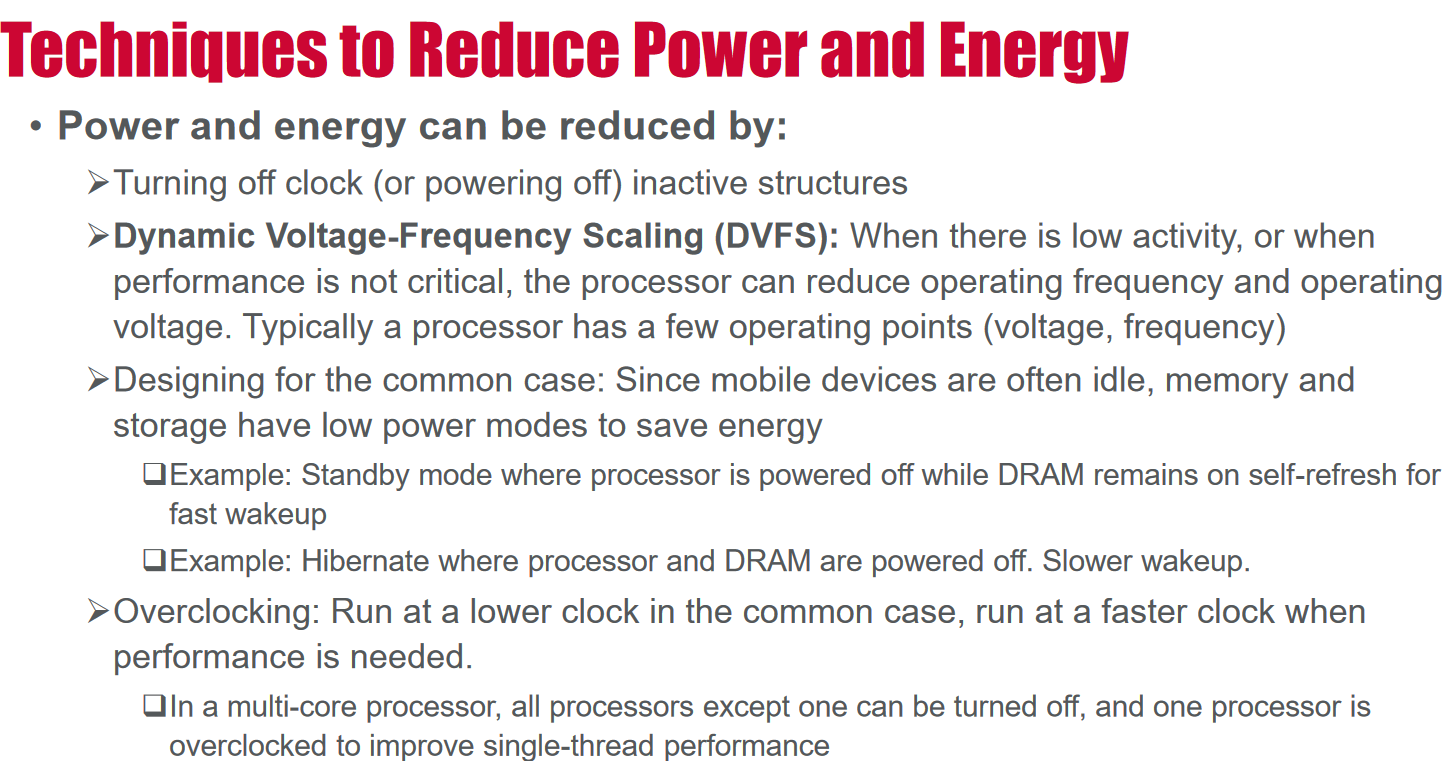 Techniques to Reduce Power and Energy
• Power and energy can be reduced by:
➢Turning off clock (or powering off) inactive structures
➢Dynamic Voltage-Frequency Scaling (DVFS): When there is low activity, or when
performance is not critical, the processor can reduce operating frequency and operating
voltage. Typically a processor has a few operating points (voltage, frequency)
➢Designing for the common case: Since mobile devices are often idle, memory and
storage have low power modes to save energy
❑Example: Standby mode where processor is powered off while DRAM remains on self-refresh for
fast wakeup
❑Example: Hibernate where processor and DRAM are powered off. Slower wakeup.
➢Overclocking: Run at a lower clock in the common case, run at a faster clock when
performance is needed.
❑In a multi-core processor, all processors except one can be turned off, and one processor is
overclocked to improve single-thread performance